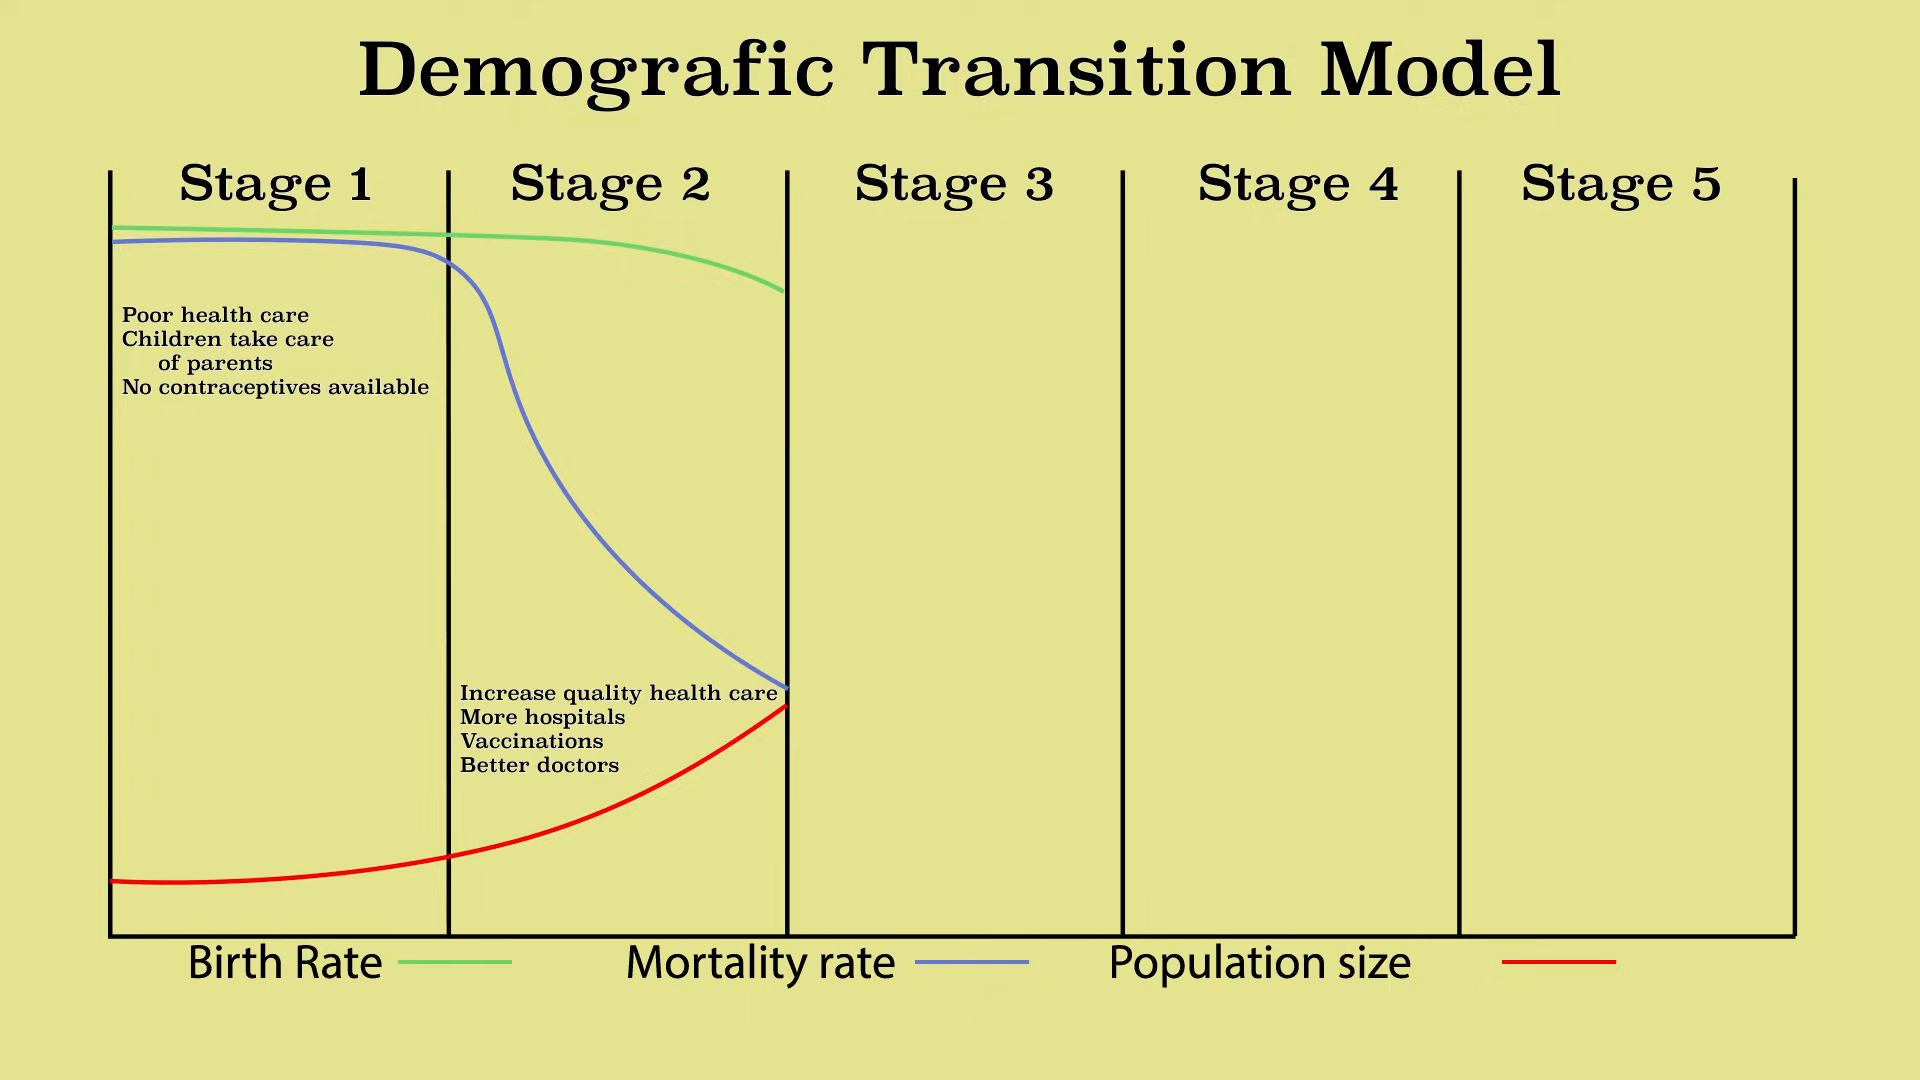 Demografic Transition Model
Stage 1
Stage 2
Stage 3
Stage 4
Stage 5
Poor health care
Children take care
of parents
No contraceptives available
Increase quality health care
More hospitals
Vaccinations
Better doctors
Birth Rate
Mortality rate
Population size